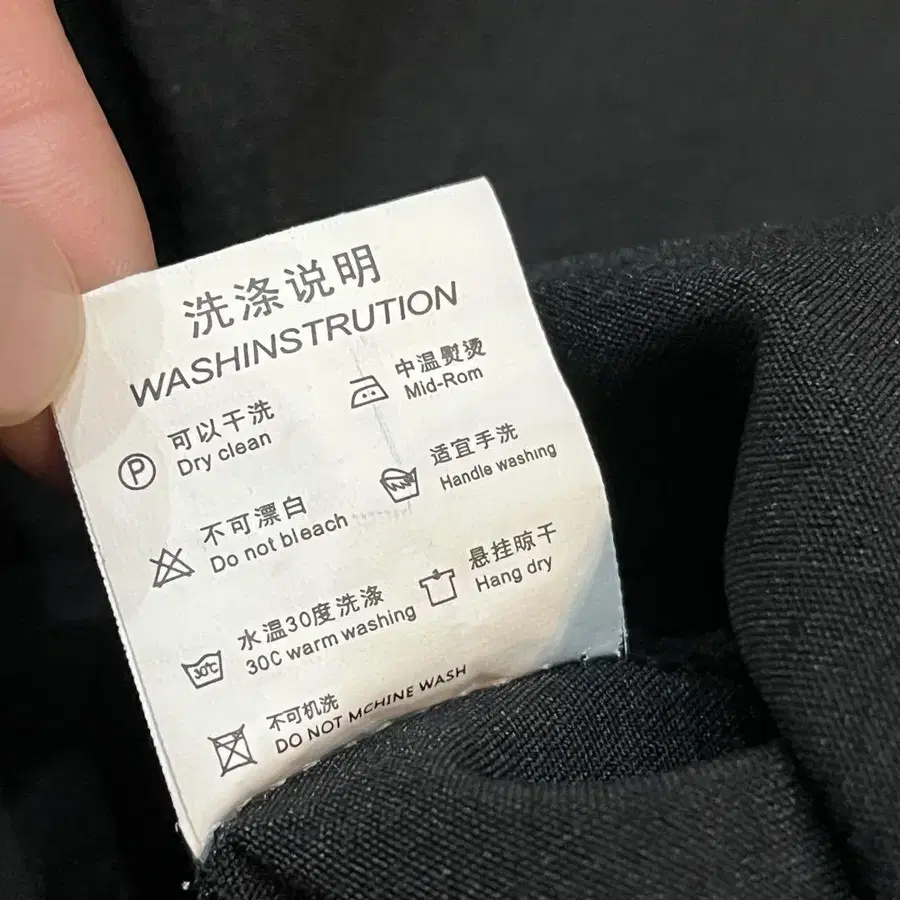 洗涤说明
WASHINSTRUTION
P
可以干洗
Dry clean
中温熨烫
Mid-Rom
不可漂白
Do not bleach
适宜手洗
Handle washing
30℃
水温30度洗涤
30C warm washing
悬挂晾干
Hang dry
不可机洗
DO NOT MCHINE WASH